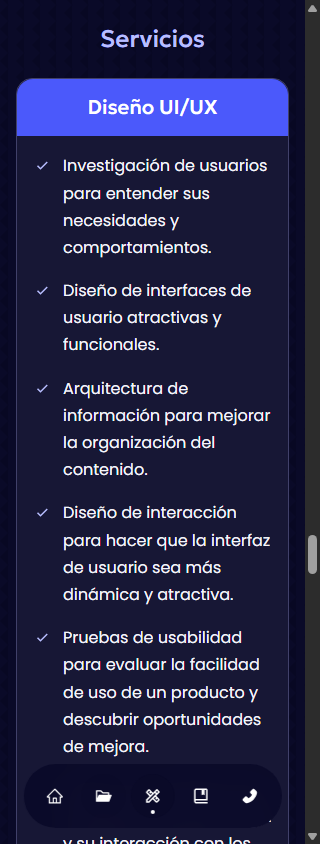 Servicios
Diseño UI/UX
Investigación de usuarios
para entender sus
necesidades y
comportamientos.
Diseño de interfaces de
usuario atractivas y
funcionales.
Arquitectura de
información para mejorar
la organización del
contenido.
Diseño de interacción
para hacer que la interfaz
de usuario sea más
dinámica y atractiva.
Pruebas de usabilidad
para evaluar la facilidad
de uso de un producto y
descubrir oportunidades
de mejora.
y su interacción con los